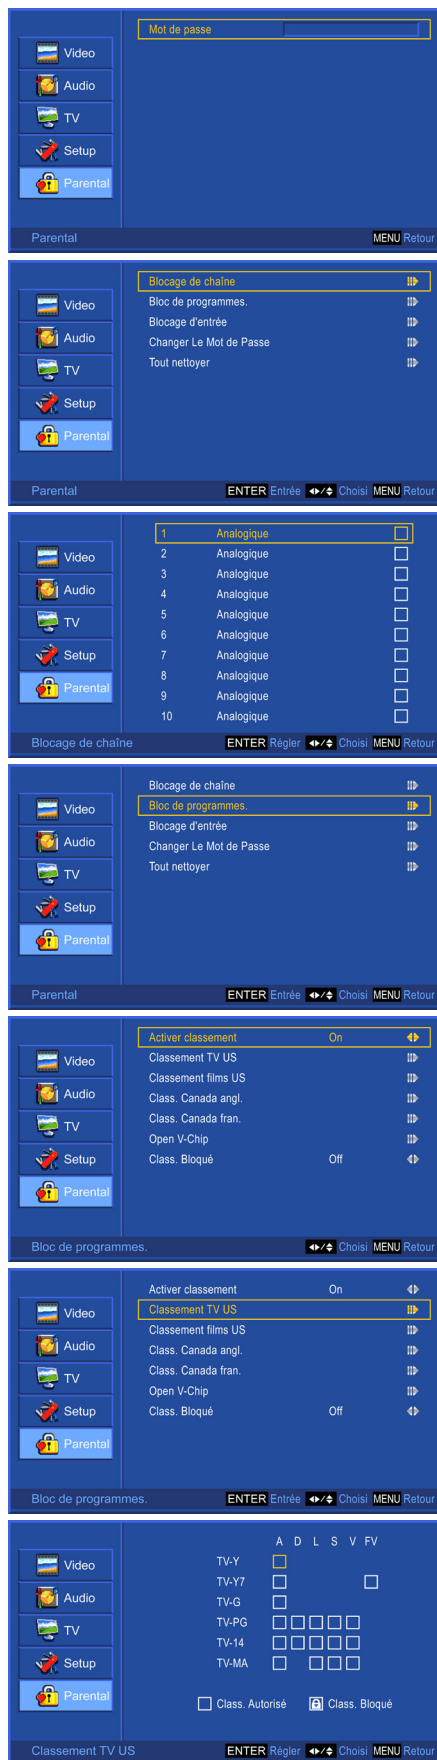 Mot de passe
Video
Audio
TV
Setup
Parental
Parental MENU Retour
Blocage de chaîne
Bloc de programmes.
Blocage d'entrée
Changer Le Mot de Passe
Tout nettoyer
Video
Audio
TV
Setup
Parental
Parental ENTER Entrée Choisi MENU Retour
1 Analogique
2 Analogique
3 Analogique
4 Analogique
5 Analogique
6 Analogique
7 Analogique
8 Analogique
9 Analogique
10 Analogique
Video
Audio
TV
Setup
Parental
Blocage de chaîne ENTER Régler Choisi MENU Retour
Blocage de chaîne
Bloc de programmes.
Blocage d'entrée
Changer Le Mot de Passe
Tout nettoyer
Video
Audio
TV
Setup
Parental
Parental ENTER Entrée Choisi MENU Retour
Activer classement On
Classement TV US
Classement films US
Class. Canada angl.
Class. Canada fran.
Open V-Chip
Class. Bloqué Off
Video
Audio
TV
Setup
Parental
Bloc de programmes. Choisi MENU Retour
Activer classement On
Classement TV US
Classement films US
Class. Canada angl.
Class. Canada fran.
Open V-Chip
Class. Bloqué Off
Video
Audio
TV
Setup
Parental
Bloc de programmes. ENTER Entrée Choisi MENU Retour
A D L S V FV
TV-Y
TV-Y7
TV-G
TV-PG
TV-14
TV-MA
Class. Autorisé Class. Bloqué
Video
Audio
TV
Setup
Parental
Classement TV US ENTER Régler Choisi MENU Retour